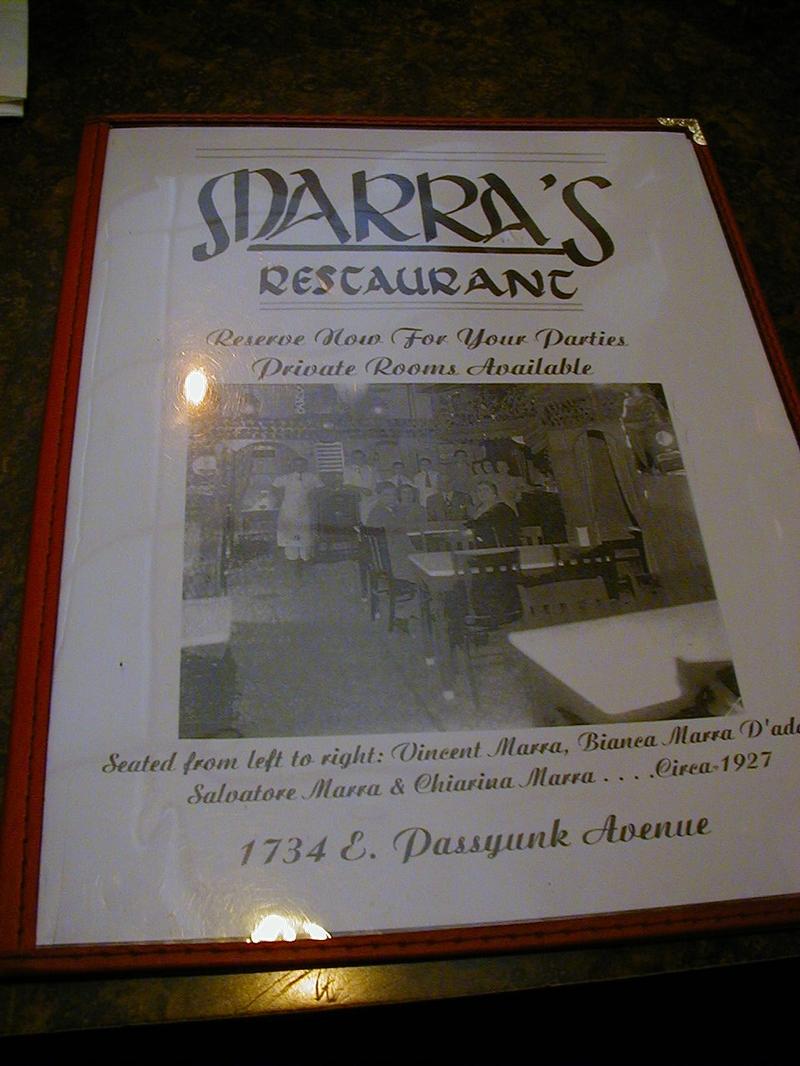 MARRA'S
RESTAURANT
Reserve Now For Your Parties
Private Rooms Available
Seated from left to right: Vincent Marra, Bianca Marra
Salvatore Marra & Chiarina Marra . . . .Circa 1927
1734 E. Passyunk Avenue